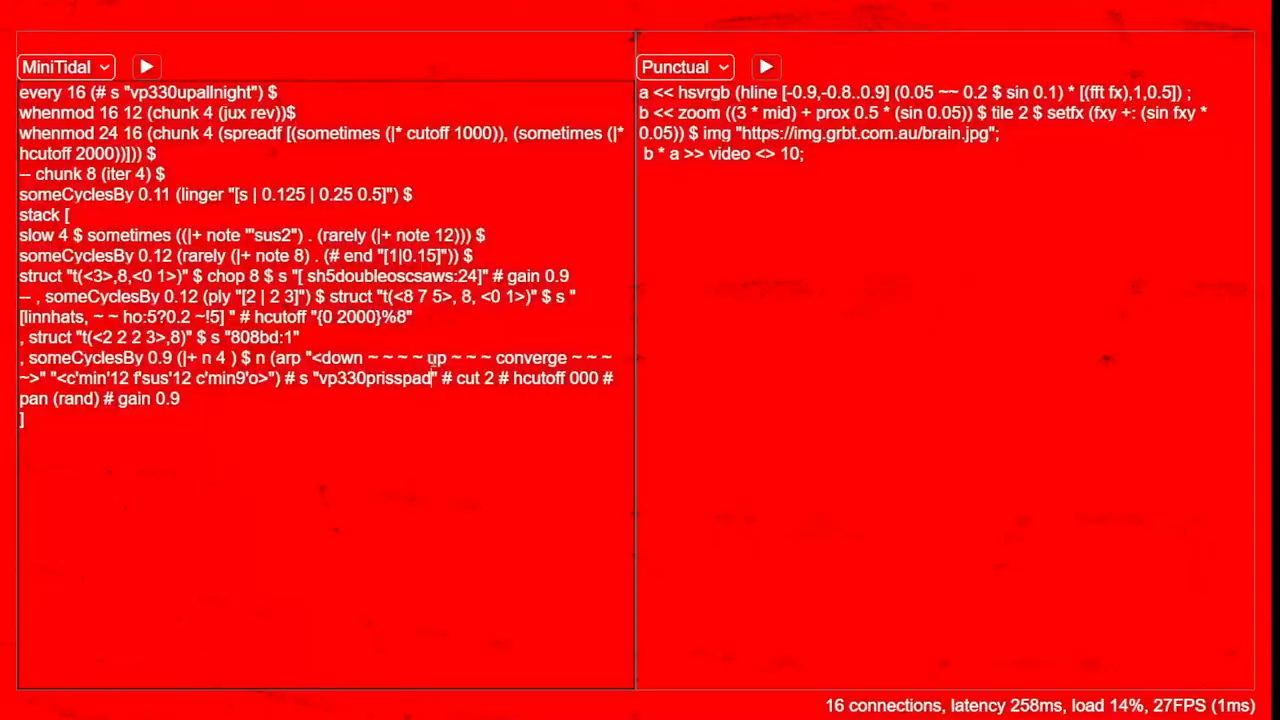 MiniTidal
every 16 (# s "vp330upallnight") $
whenmod 16 12 (chunk 4 (jux rev))$
whenmod 24 16 (chunk 4 (spreadf [(sometimes (|* cutoff 1000)), (sometimes (|*
hcutoff 2000))])) $
-- chunk 8 (iter 4) $
someCyclesBy 0.11 (linger "[s | 0.125 | 0.25 0.5]") $
stack [
slow 4 $ sometimes ((|+ note "'sus2") . (rarely (|+ note 12))) $
someCyclesBy 0.12 (rarely (|+ note 8) . (# end "[1|0.15]")) $
struct "t(<3>,8,<0 1>)" $ chop 8 $ s "[ sh5doubleoscsaws:24]" # gain 0.9
-- , someCyclesBy 0.12 (ply "[2 | 2 3]") $ struct "t(<8 7 5>, 8, <0 1>)" $ s "
[linnhats, ~ ~ ho:5?0.2 ~!5] " # hcutoff "{0 2000}%8"
, struct "t(<2 2 2 3>,8)" $ s "808bd:1"
, someCyclesBy 0.9 (|+ n 4 ) $ n (arp "<down ~ ~ ~ ~ up ~ ~ ~ converge ~ ~ ~
~>" "<c'min'12 f'sus'12 c'min9'o>") # s "vp330prisspad" # cut 2 # hcutoff 000 #
pan (rand) # gain 0.9
]
Punctual
a << hsvrgb (hline [-0.9,-0.8..0.9] (0.05 ~~ 0.2 $ sin 0.1) * [(fft fx),1,0.5]) ;
b << zoom ((3 * mid) + prox 0.5 * (sin 0.05)) $ tile 2 $ setfx (fxy +: (sin fxy *
0.05)) $ img "https://img.grbt.com.au/brain.jpg";
b * a >> video <> 10;
16 connections, latency 258ms, load 14%, 27FPS (1ms)